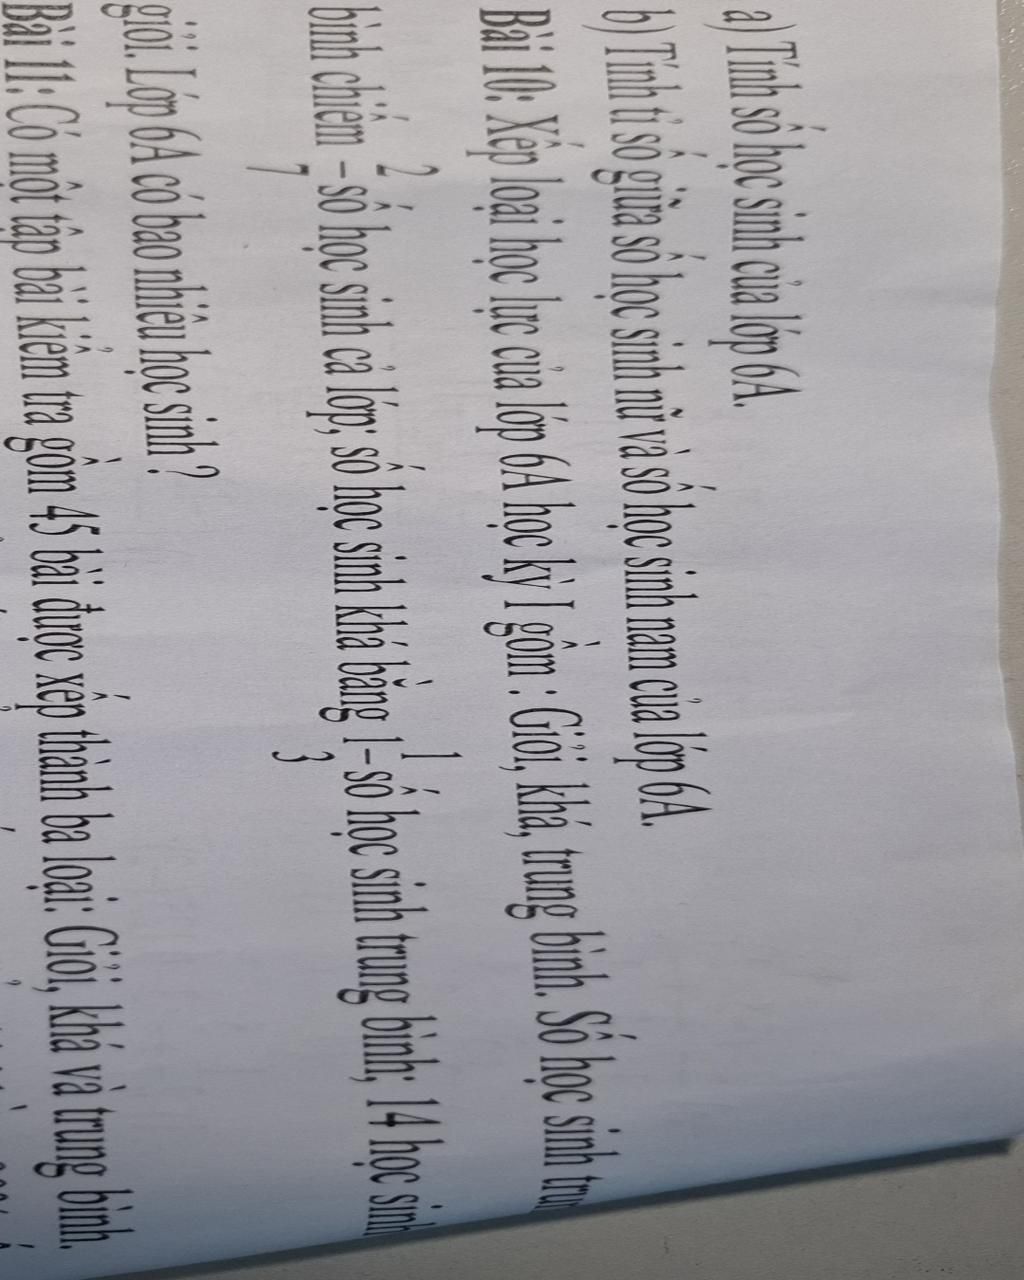 a) Tính số học sinh của lớp 6A.
b) Tính tỉ số giữa số học sinh nữ và số học sinh nam của lớp 6A.
Bài 10: Xếp loại học lực của lớp 6A học kỳ I gồm : Giỏi, khá, trung bình. Số học sinh
bình chiếm 2/7 số học sinh cả lớp; số học sinh khá bằng 1 1/3 số học sinh trung bình; 14 học sinh
giỏi. Lớp 6A có bao nhiêu học sinh ?
Bài 11: Có một tập bài kiểm tra gồm 45 bài được xếp thành ba loại: Giỏi, khá và trung bình.